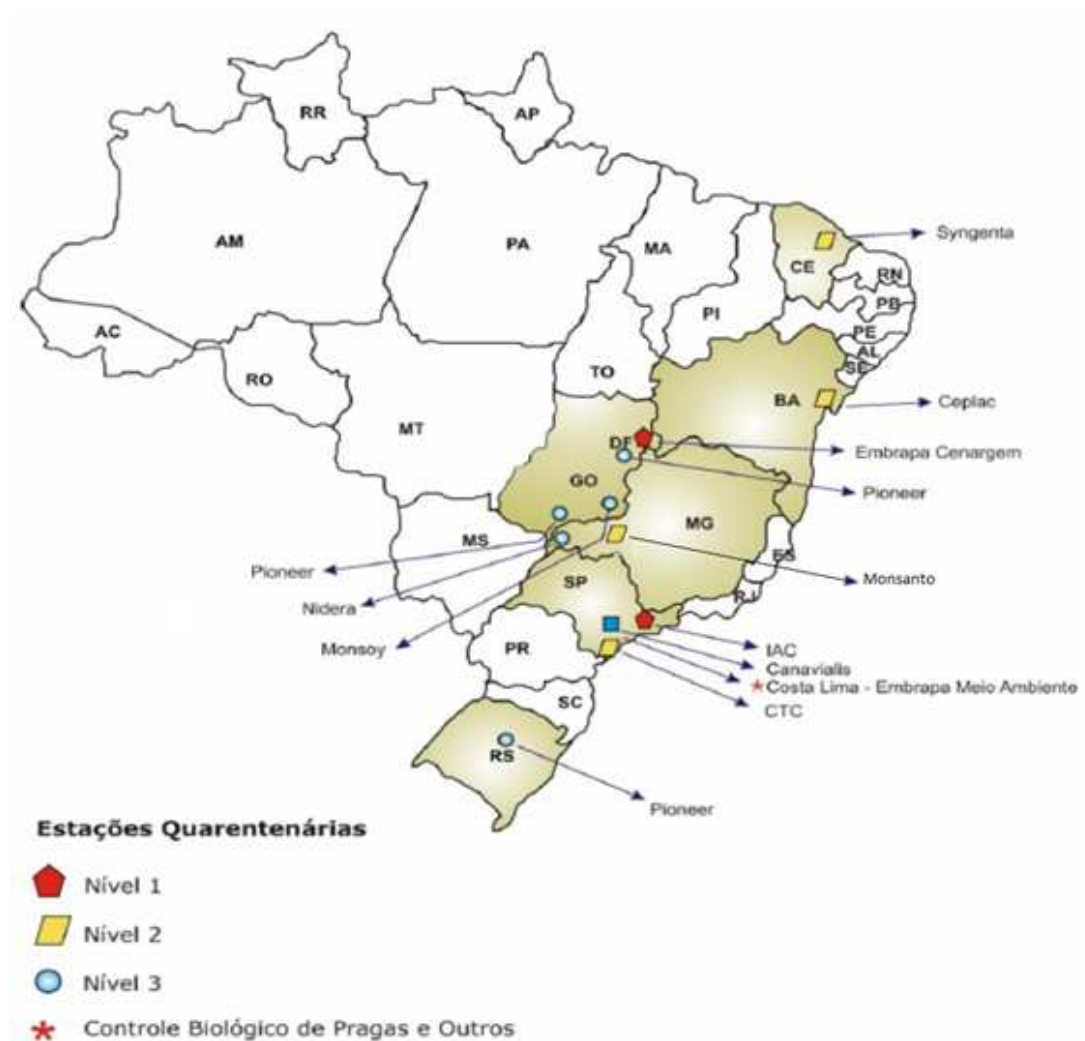 RR
AP
AM
PA
MA
CE
Syngenta
RN
PB
PI
PE
AL
SE
AC
TO
RO
BA
Ceplac
MT
DF
Embrapa Cenargem
GO
Pioneer
MG
MS
ES
Pioneer
Monsanto
SP
RJ
Nidera
Monsoy
PR
IAC
Canaviallis
*Costa Lima - Embrapa Meio Ambiente
CTC
SC
RS
Pioneer
Estações Quarentenárias
Nível 1
Nível 2
Nível 3
* Controle Biológico de Pragas e Outros